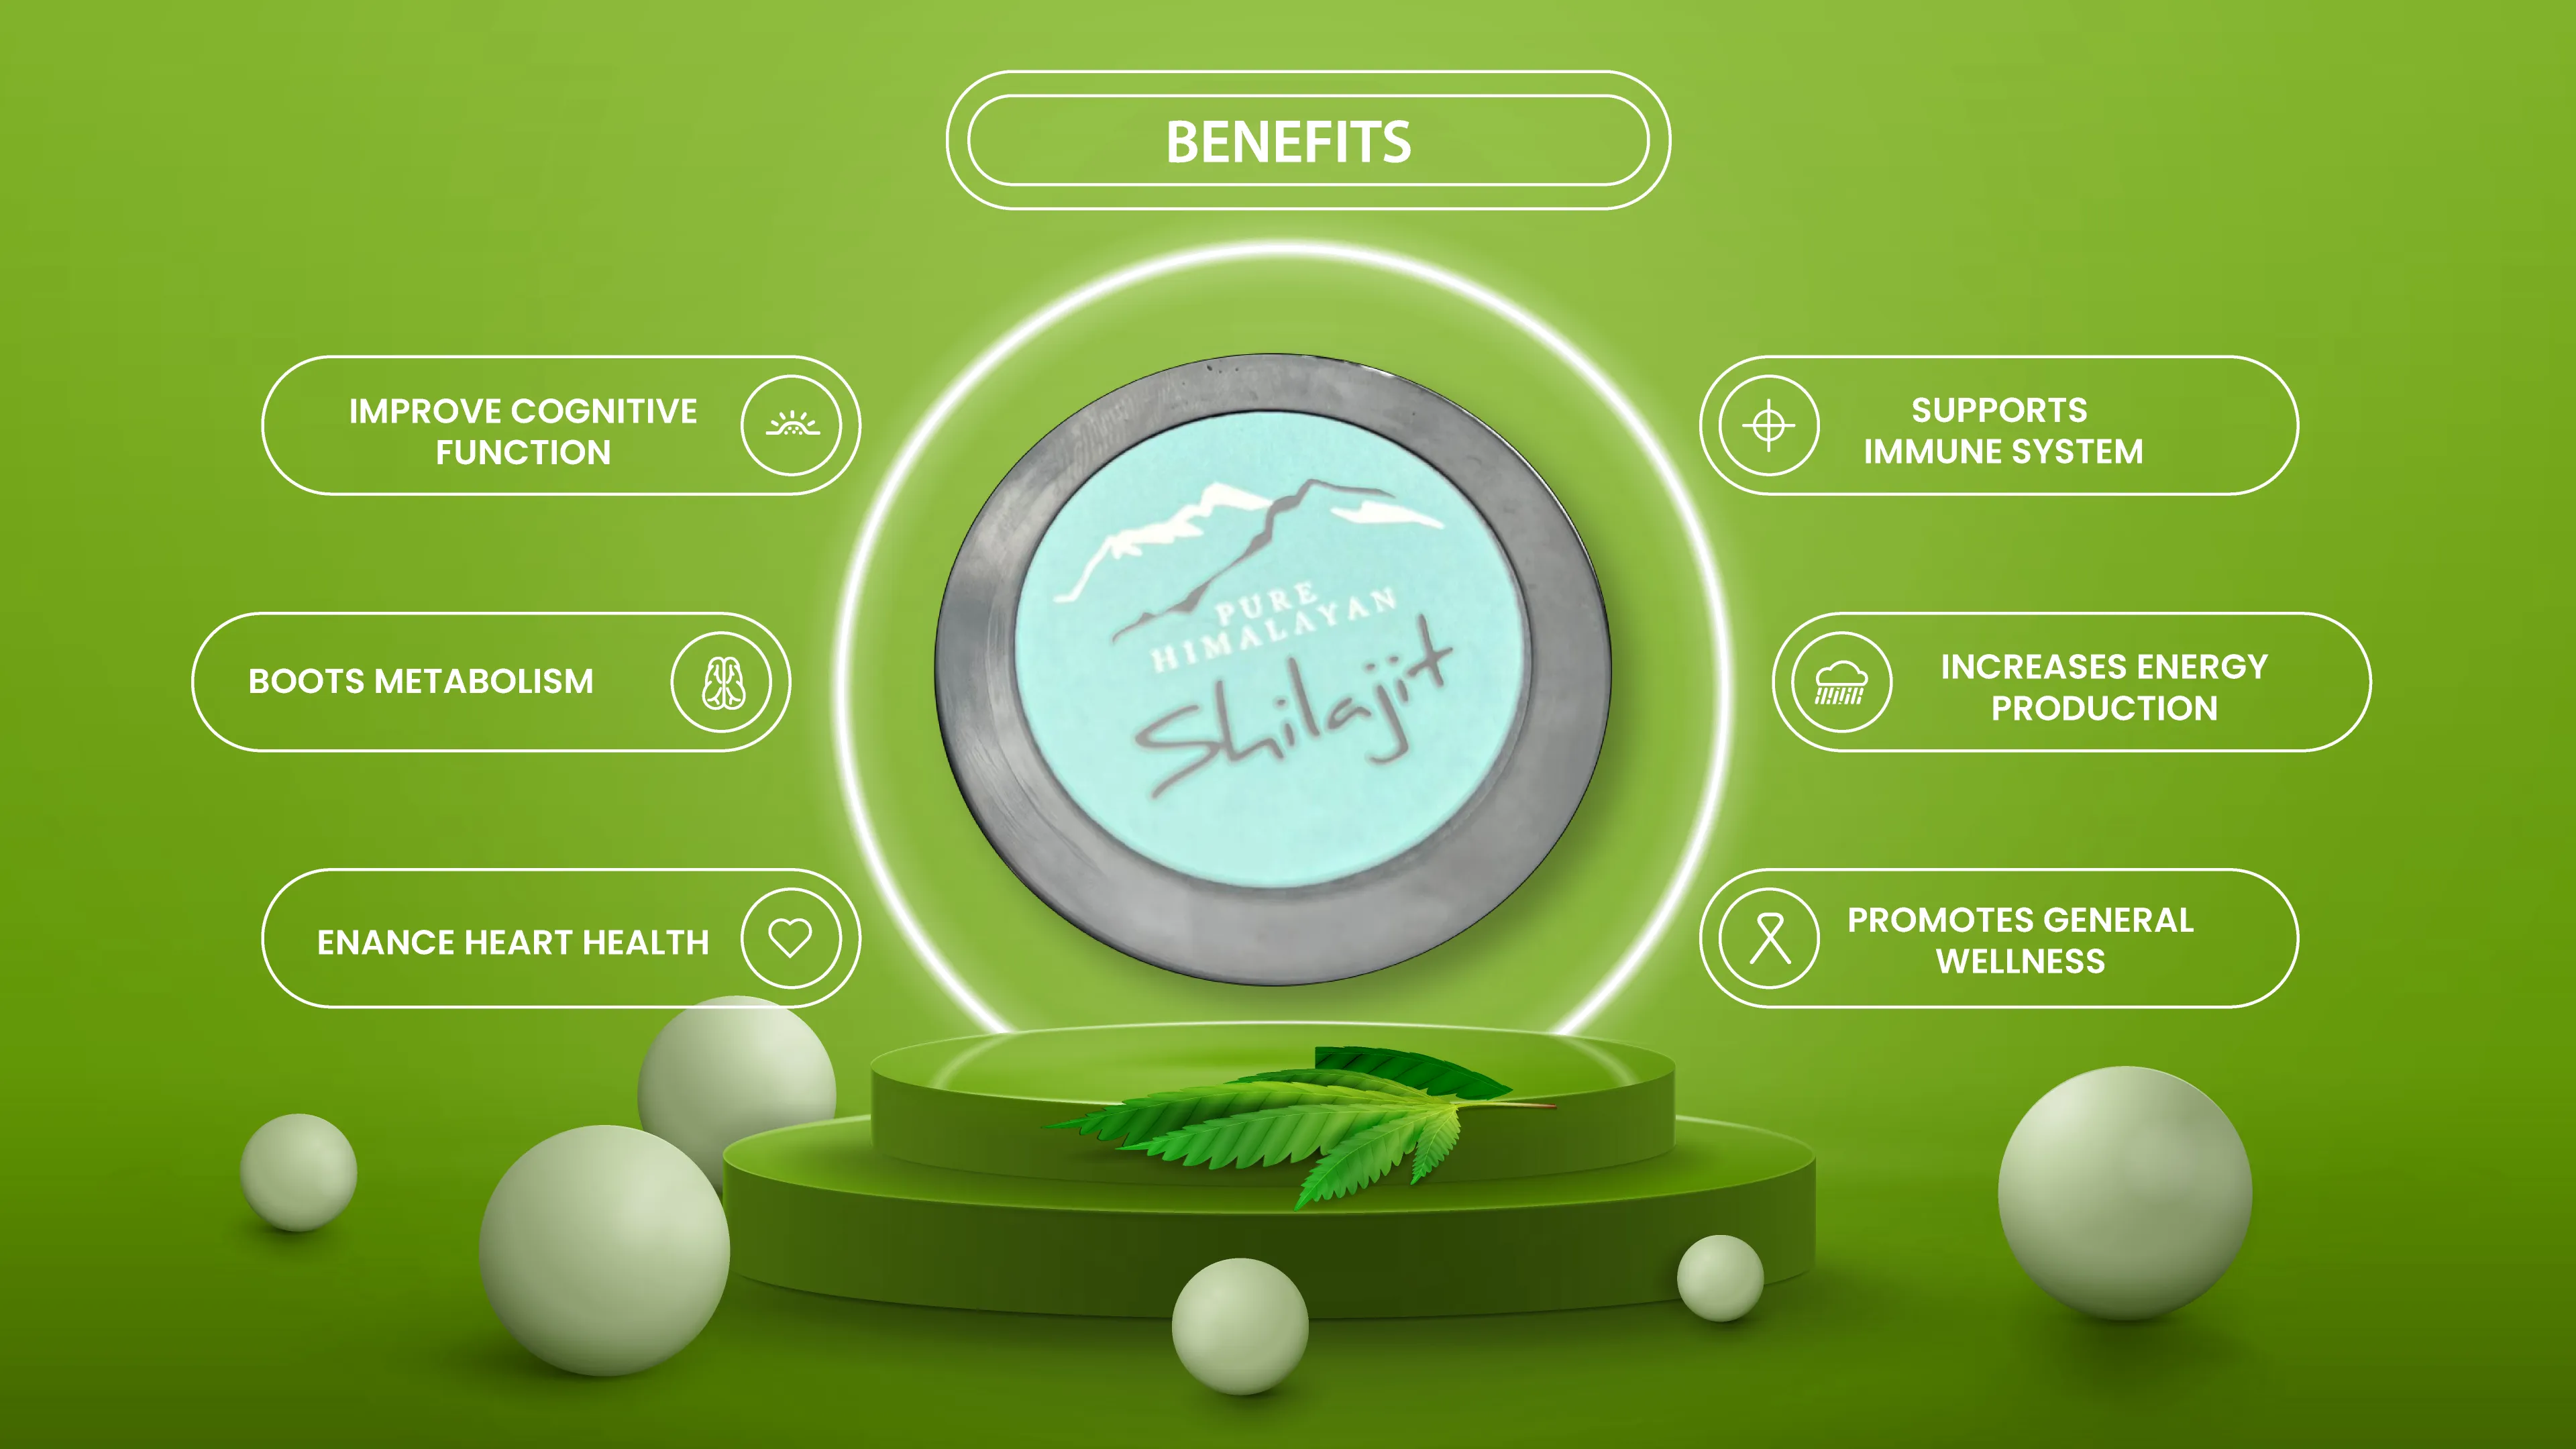 BENEFITS
IMPROVE COGNITIVE
FUNCTION
BOOTS METABOLISM
ENANCE HEART HEALTH
PURE
HIMALAYAN
Shilajit
SUPPORTS
IMMUNE SYSTEM
INCREASES ENERGY
PRODUCTION
PROMOTES GENERAL
WELLNESS